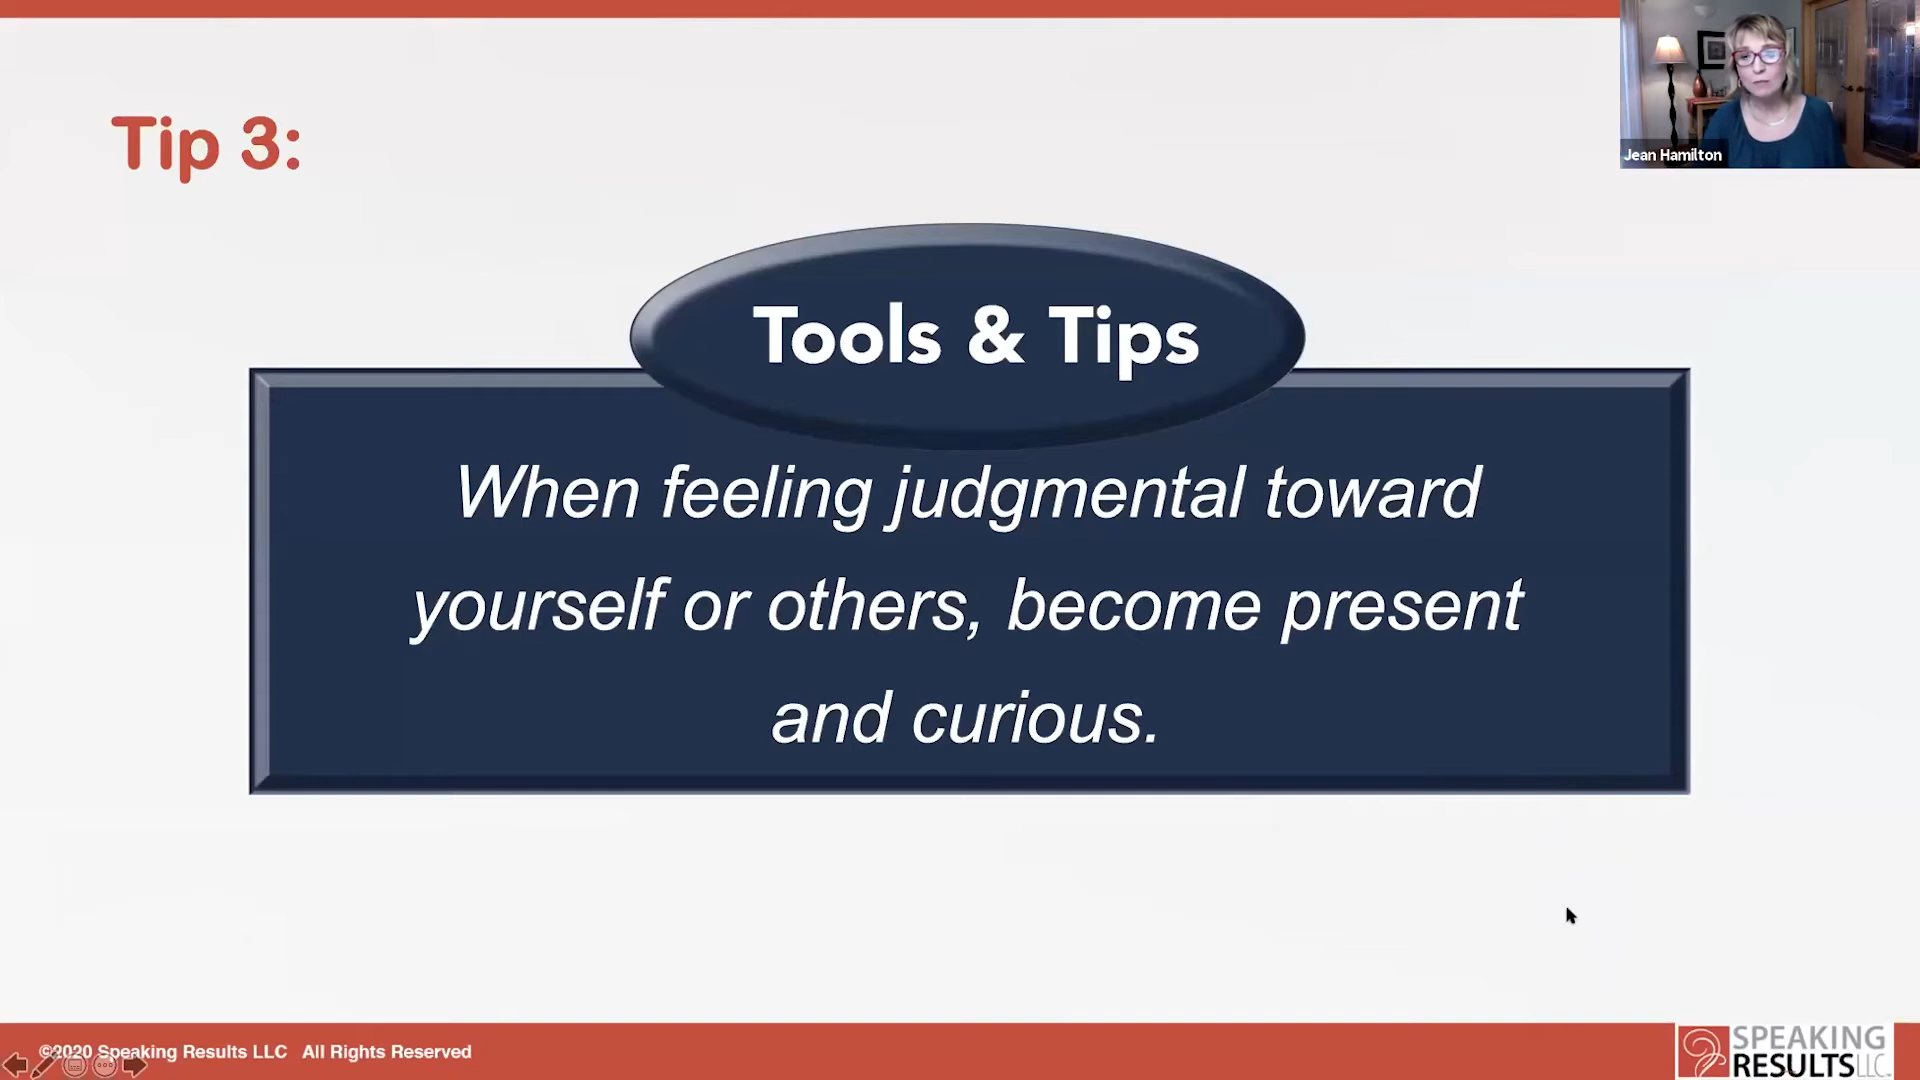 Tip 3:
Jean Hamilton
Tools & Tips
When feeling judgmental toward
yourself or others, become present
and curious.
©2020 Speaking Results LLC All Rights Reserved
SPEAKING
RESULTS LLC